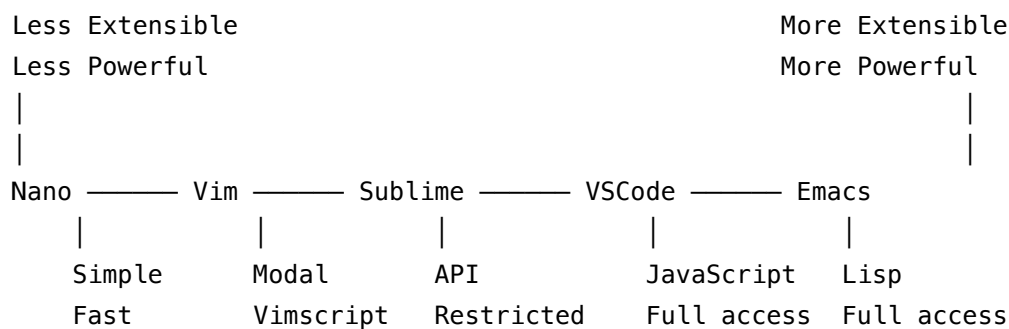 Less Extensible More Extensible
Less Powerful More Powerful
Nano —— Vim —— Sublime —— VSCode —— Emacs
Simple Modal API JavaScript Lisp
Fast Vimscript Restricted Full access Full access